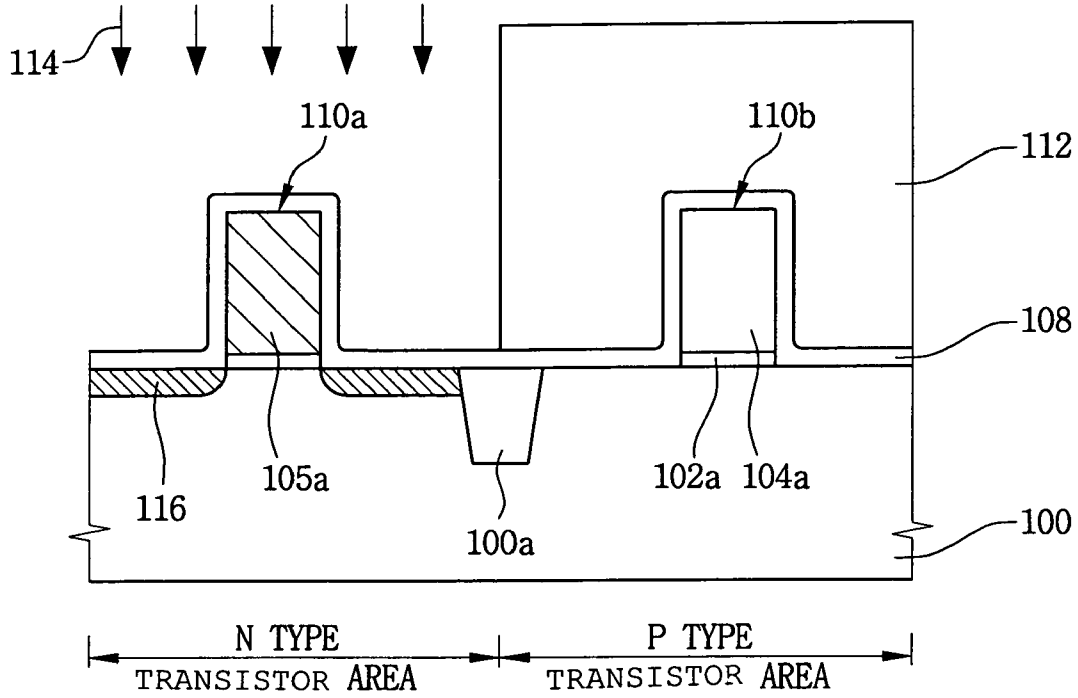 114
110a
110b
112
108
105a
102a
104a
116
100a
100
N TYPE
TRANSISTOR AREA
P TYPE
TRANSISTOR AREA